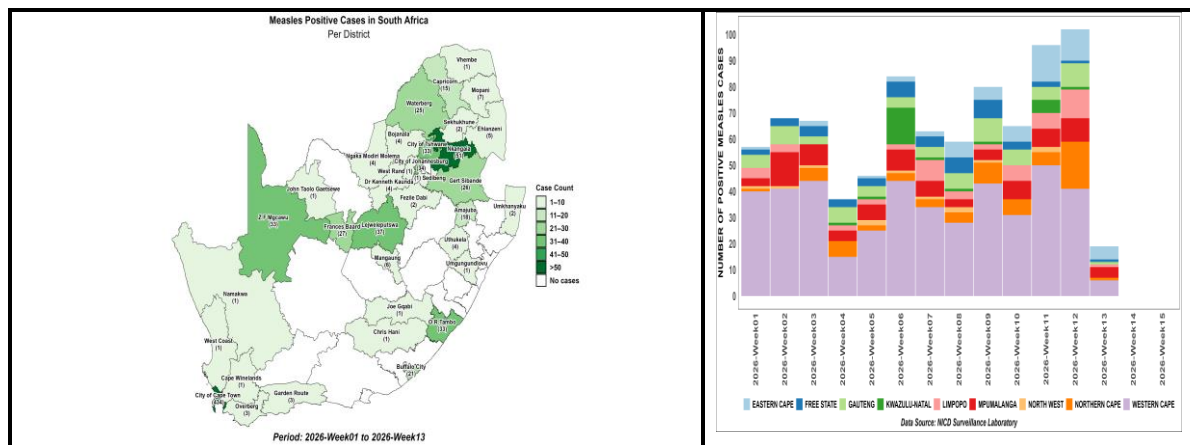 Measles Positive Cases in South Africa
Per District
Vhembe
(1)
Capricorn
(15)
Mopani
(7)
Waterberg
(25)
Sekhukhune
(2)
Ehlanzeni
(5)
Bojanala
(4)
City of Tshwane
(33)
Nkangala
Ngaka Modiri Molema
(4)
City of Johannesburg
West Rand (1)
(1) Sedibeng
Dr Kenneth Kaunda
(4)
Gert Sibande
(26)
John Taolo Gaetsewe
(1)
Fezile Dabi
(2)
Umkhanyakude
(2)
Amajuba
Z F Mgcawu
(33)
Frances Baard
(27)
Lejweleputswa
(37)
Uthukela
(4)
Mangaung
(6)
Umgungundlovu
(1)
Namakwa
(1)
Joe Gqabi
(1)
O R Tambo
(33)
Chris Hani
(1)
West Coast
(1)
Buffalo City
(21)
Cape Winelands
(1)
City of Cape Town
Garden Route
(3)
Overberg
(3)
Case Count
1–10
11–20
21–30
31–40
41–50
>50
No cases
Period: 2026-Week01 to 2026-Week13
NUMBER OF POSITIVE MEASLES CASES
100
90
80
70
60
50
40
30
20
10
0
2026-Week01
2026-Week02
2026-Week03
2026-Week04
2026-Week05
2026-Week06
2026-Week07
2026-Week08
2026-Week09
2026-Week10
2026-Week11
2026-Week12
2026-Week13
2026-Week14
2026-Week15
EASTERN CAPE FREE STATE GAUTENG KWAZULU-NATAL LIMPOPO MPUMALANGA NORTH WEST NORTHERN CAPE WESTERN CAPE
Data Source: NICD Surveillance Laboratory